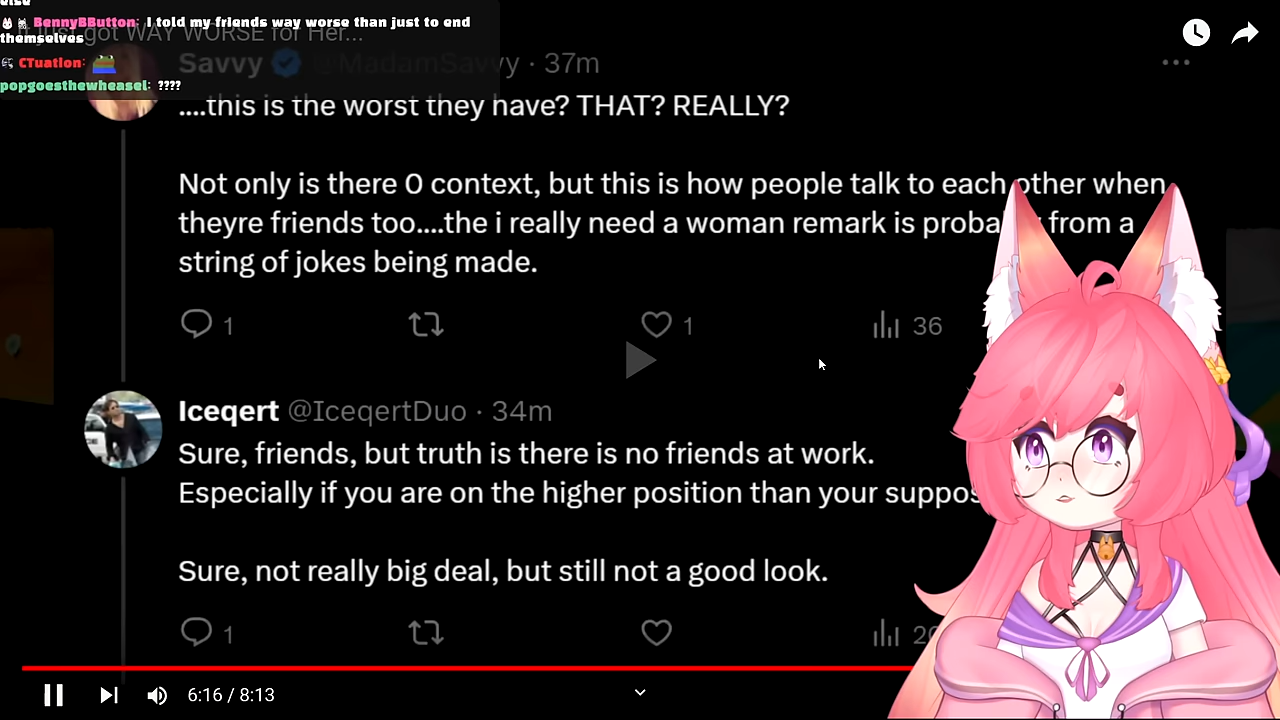 else
BennyBButton: I told my friends way worse than just to end
themselves
CTuation:
popgoesthewheasel: ????
just got WAY WORSE for Her...
Savvy @MadamSavvy · 37m
....this is the worst they have? THAT? REALLY?
Not only is there 0 context, but this is how people talk to each other when
theyre friends too....the i really need a woman remark is from a
string of jokes being made.
1 1 36
Iceqert @IceqertDuo · 34m
Sure, friends, but truth is there is no friends at work.
Especially if you are on the higher position than your
Sure, not really big deal, but still not a good look.
1
6:16 / 8:13